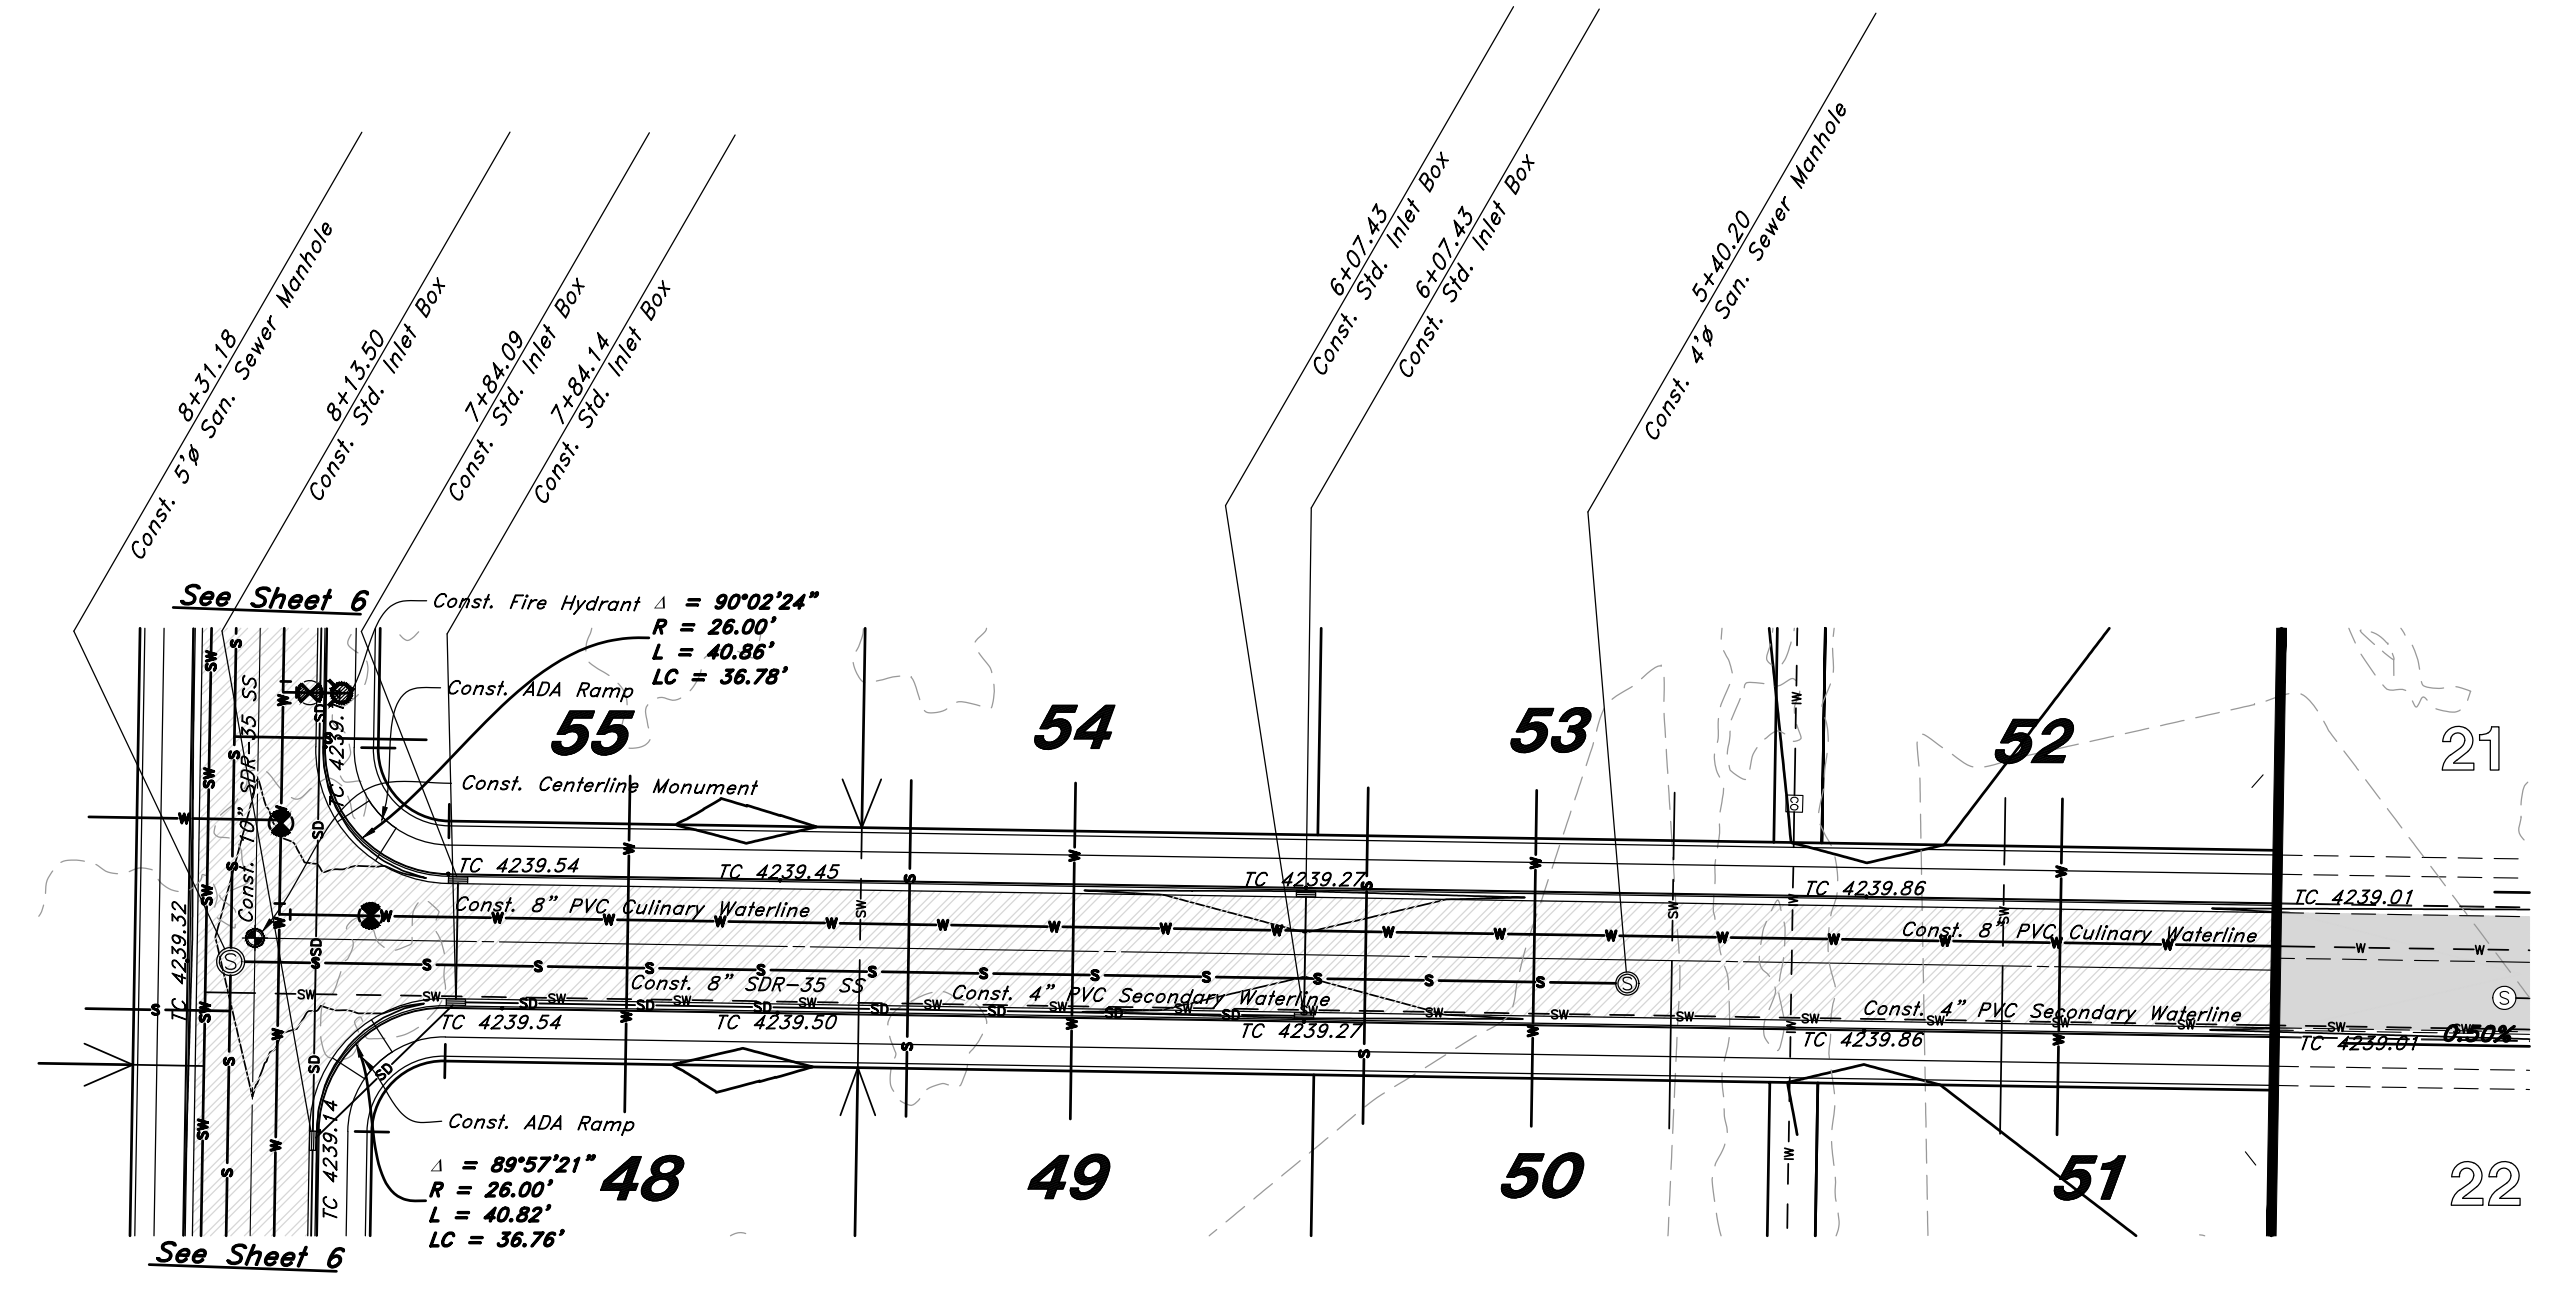 8+31.18
Const. 5'ø San. Sewer Manhole
8+13.50
Const. Std. Inlet Box
7+84.09
Const. Std. Inlet Box
7+84.14
Const. Std. Inlet Box
6+07.43
Const. Std. Inlet Box
6+07.43
Const. Std. Inlet Box
5+40.20
Const. 4'ø San. Sewer Manhole
See Sheet 6
Const. Fire Hydrant
Δ = 90°02'24"
R = 26.00'
L = 40.86'
LC = 36.78'
Const. ADA Ramp
55
54
53
52
21
Const. Centerline Monument
Const. 10" SDR-35 SS
TC 4239.32
TC 4239.54
TC 4239.45
TC 4239.27
TC 4239.86
TC 4239.01
Const. 8" PVC Culinary Waterline
Const. 8" PVC Culinary Waterline
Const. 8" SDR-35 SS
Const. 4" PVC Secondary Waterline
Const. 4" PVC Secondary Waterline
TC 4239.54
TC 4239.50
TC 4239.27
TC 4239.86
TC 4239.01
0.50%
TC 4239.14
Const. ADA Ramp
Δ = 89°57'21"
R = 26.00'
L = 40.82'
LC = 36.76'
48
49
50
51
22
See Sheet 6